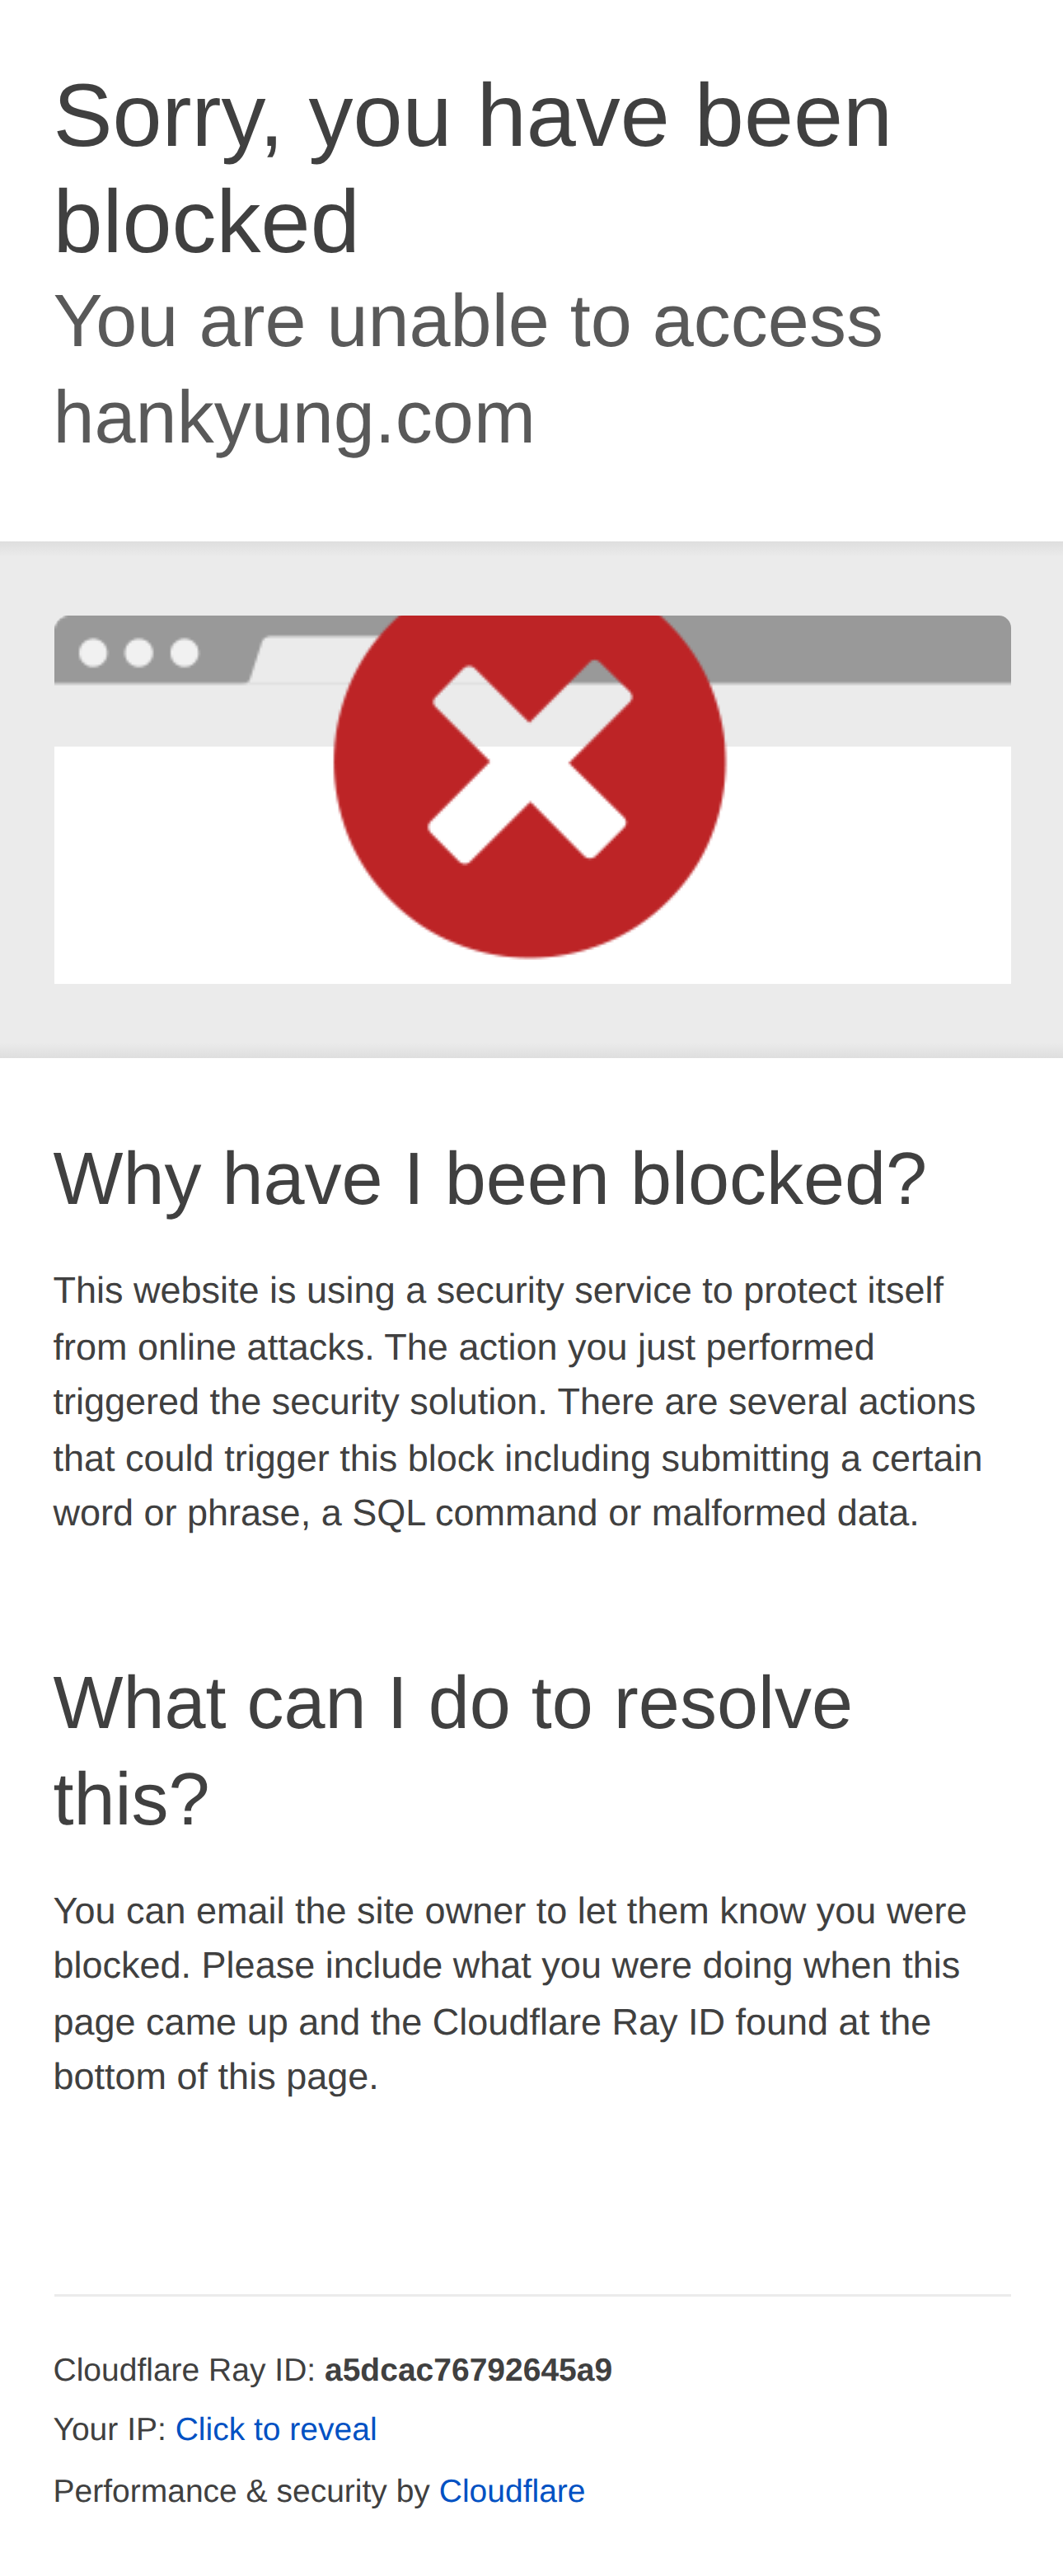 Sorry, you have been
blocked
You are unable to access
hankyung.com
Why have I been blocked?
This website is using a security service to protect itself
from online attacks. The action you just performed
triggered the security solution. There are several actions
that could trigger this block including submitting a certain
word or phrase, a SQL command or malformed data.
What can I do to resolve
this?
You can email the site owner to let them know you were
blocked. Please include what you were doing when this
page came up and the Cloudflare Ray ID found at the
bottom of this page.
Cloudflare Ray ID: a5dcac76792645a9
Your IP: Click to reveal
Performance & security by Cloudflare